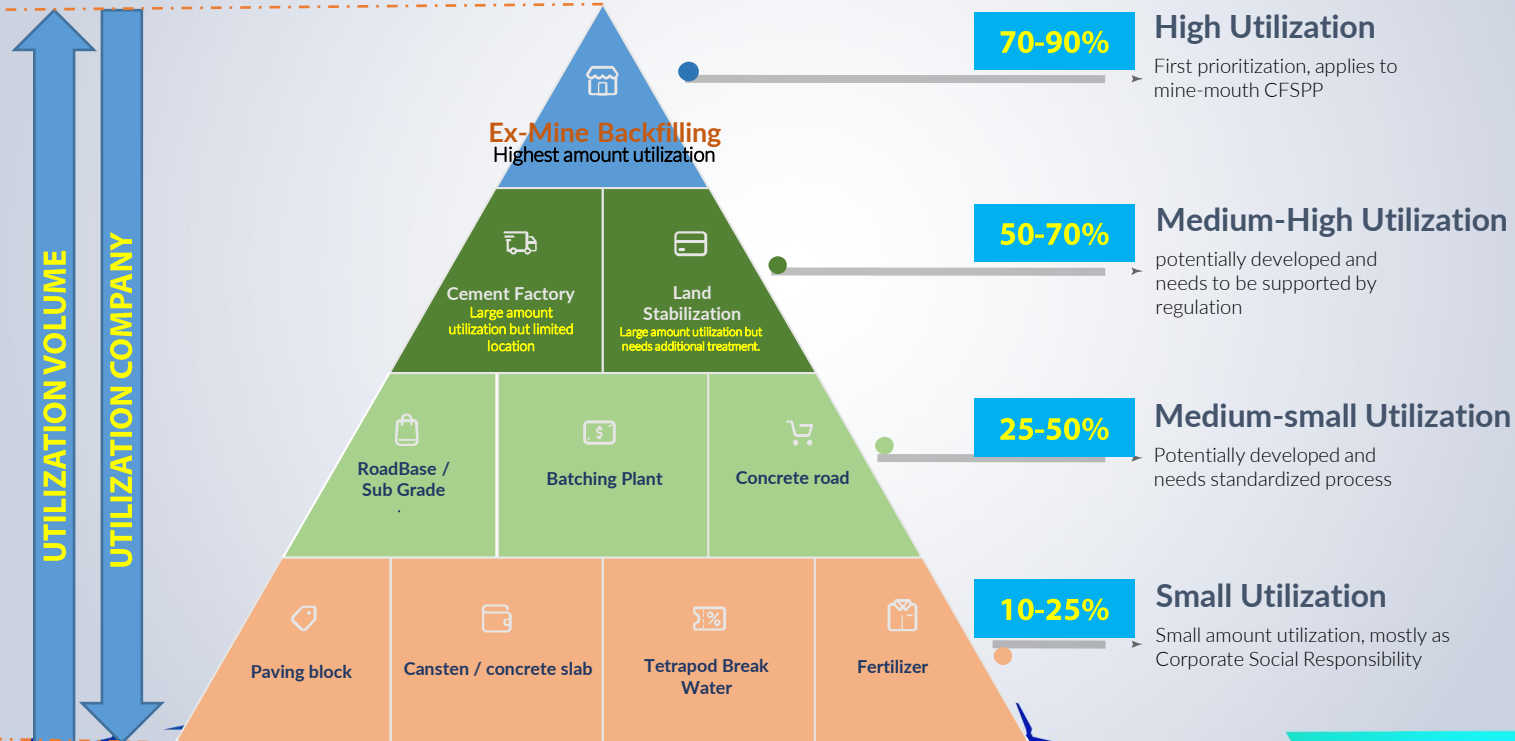 UTILIZATION VOLUME
UTILIZATION COMPANY
Ex-Mine Backfilling
Highest amount utilization
70-90%
High Utilization
First prioritization, applies to
mine-mouth CFSPP
Cement Factory
Large amount
utilization but limited
location
Land
Stabilization
Large amount utilization but
needs additional treatment.
50-70%
Medium-High Utilization
potentially developed and
needs to be supported by
regulation
RoadBase /
Sub Grade
.
Batching Plant
Concrete road
25-50%
Medium-small Utilization
Potentially developed and
needs standardized process
Paving block
Cansten / concrete slab
Tetrapod Break
Water
Fertilizer
10-25%
Small Utilization
Small amount utilization, mostly as
Corporate Social Responsibility